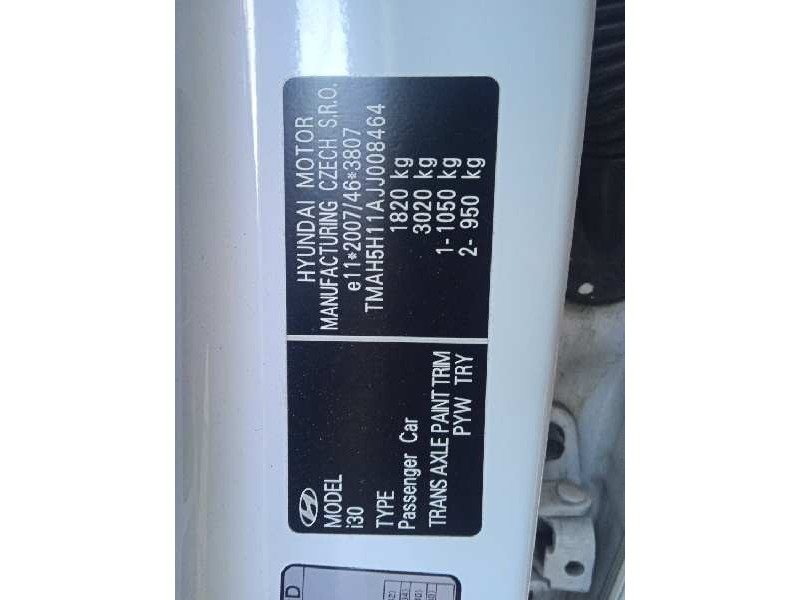 HYUNDAI MOTOR
MANUFACTURING CZECH S.R.O.
e11*2007/46*3807
TMAH5H11AJJ008464
1820 kg
3020 kg
1- 1050 kg
2- 950 kg
MODEL
i30
TYPE
Passenger Car
TRANS AXLE PAINT TRIM
PYW TRY